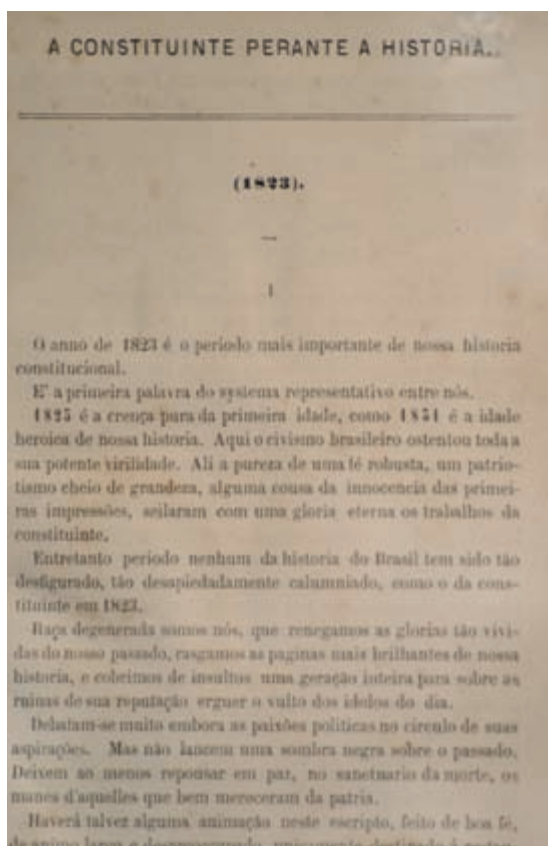 A CONSTITUINTE PERANTE A HISTORIA.
(1823).
I
O anno de 1823 é o periodo mais importante de nossa historia
constitucional.
E' a primeira palavra do systema representativo entre nós.
1823 é a crença pura da primeira idade, como 1831 é a idade
heroica de nossa historia. Aqui o civismo brasileiro ostentou toda a
sua potente virilidade. Ali a pureza de uma fé robusta, um patrio-
tismo cheio de grandeza, alguma cousa da innocencia das primei-
ras impressões, sellaram com uma gloria eterna os trabalhos da
constituinte.
Entretanto periodo nenhum da historia do Brasil tem sido tão
desfigurado, tão desapiedadamente calumniado, como o da cons-
tituinte em 1823.
Raça degenerada somos nós, que renegamos as glorias tão vivi-
das do nosso passado, rasgamos as paginas mais brilhantes de nossa
historia, e cobrimos de insultos uma geração inteira para sobre as
ruinas de sua reputação erguer o vulto dos idolos do dia.
Debatam-se muito embora as paixões politicas no circulo de suas
aspirações. Mas não lancem uma sombra negra sobre o passado.
Deixem ao menos repousar em paz, no sanctuario da morte, os
manes d'aquelles que bem mereceram da patria.
Haverá talvez alguma animação neste escripto, feito de boa fé,
de animo largo e